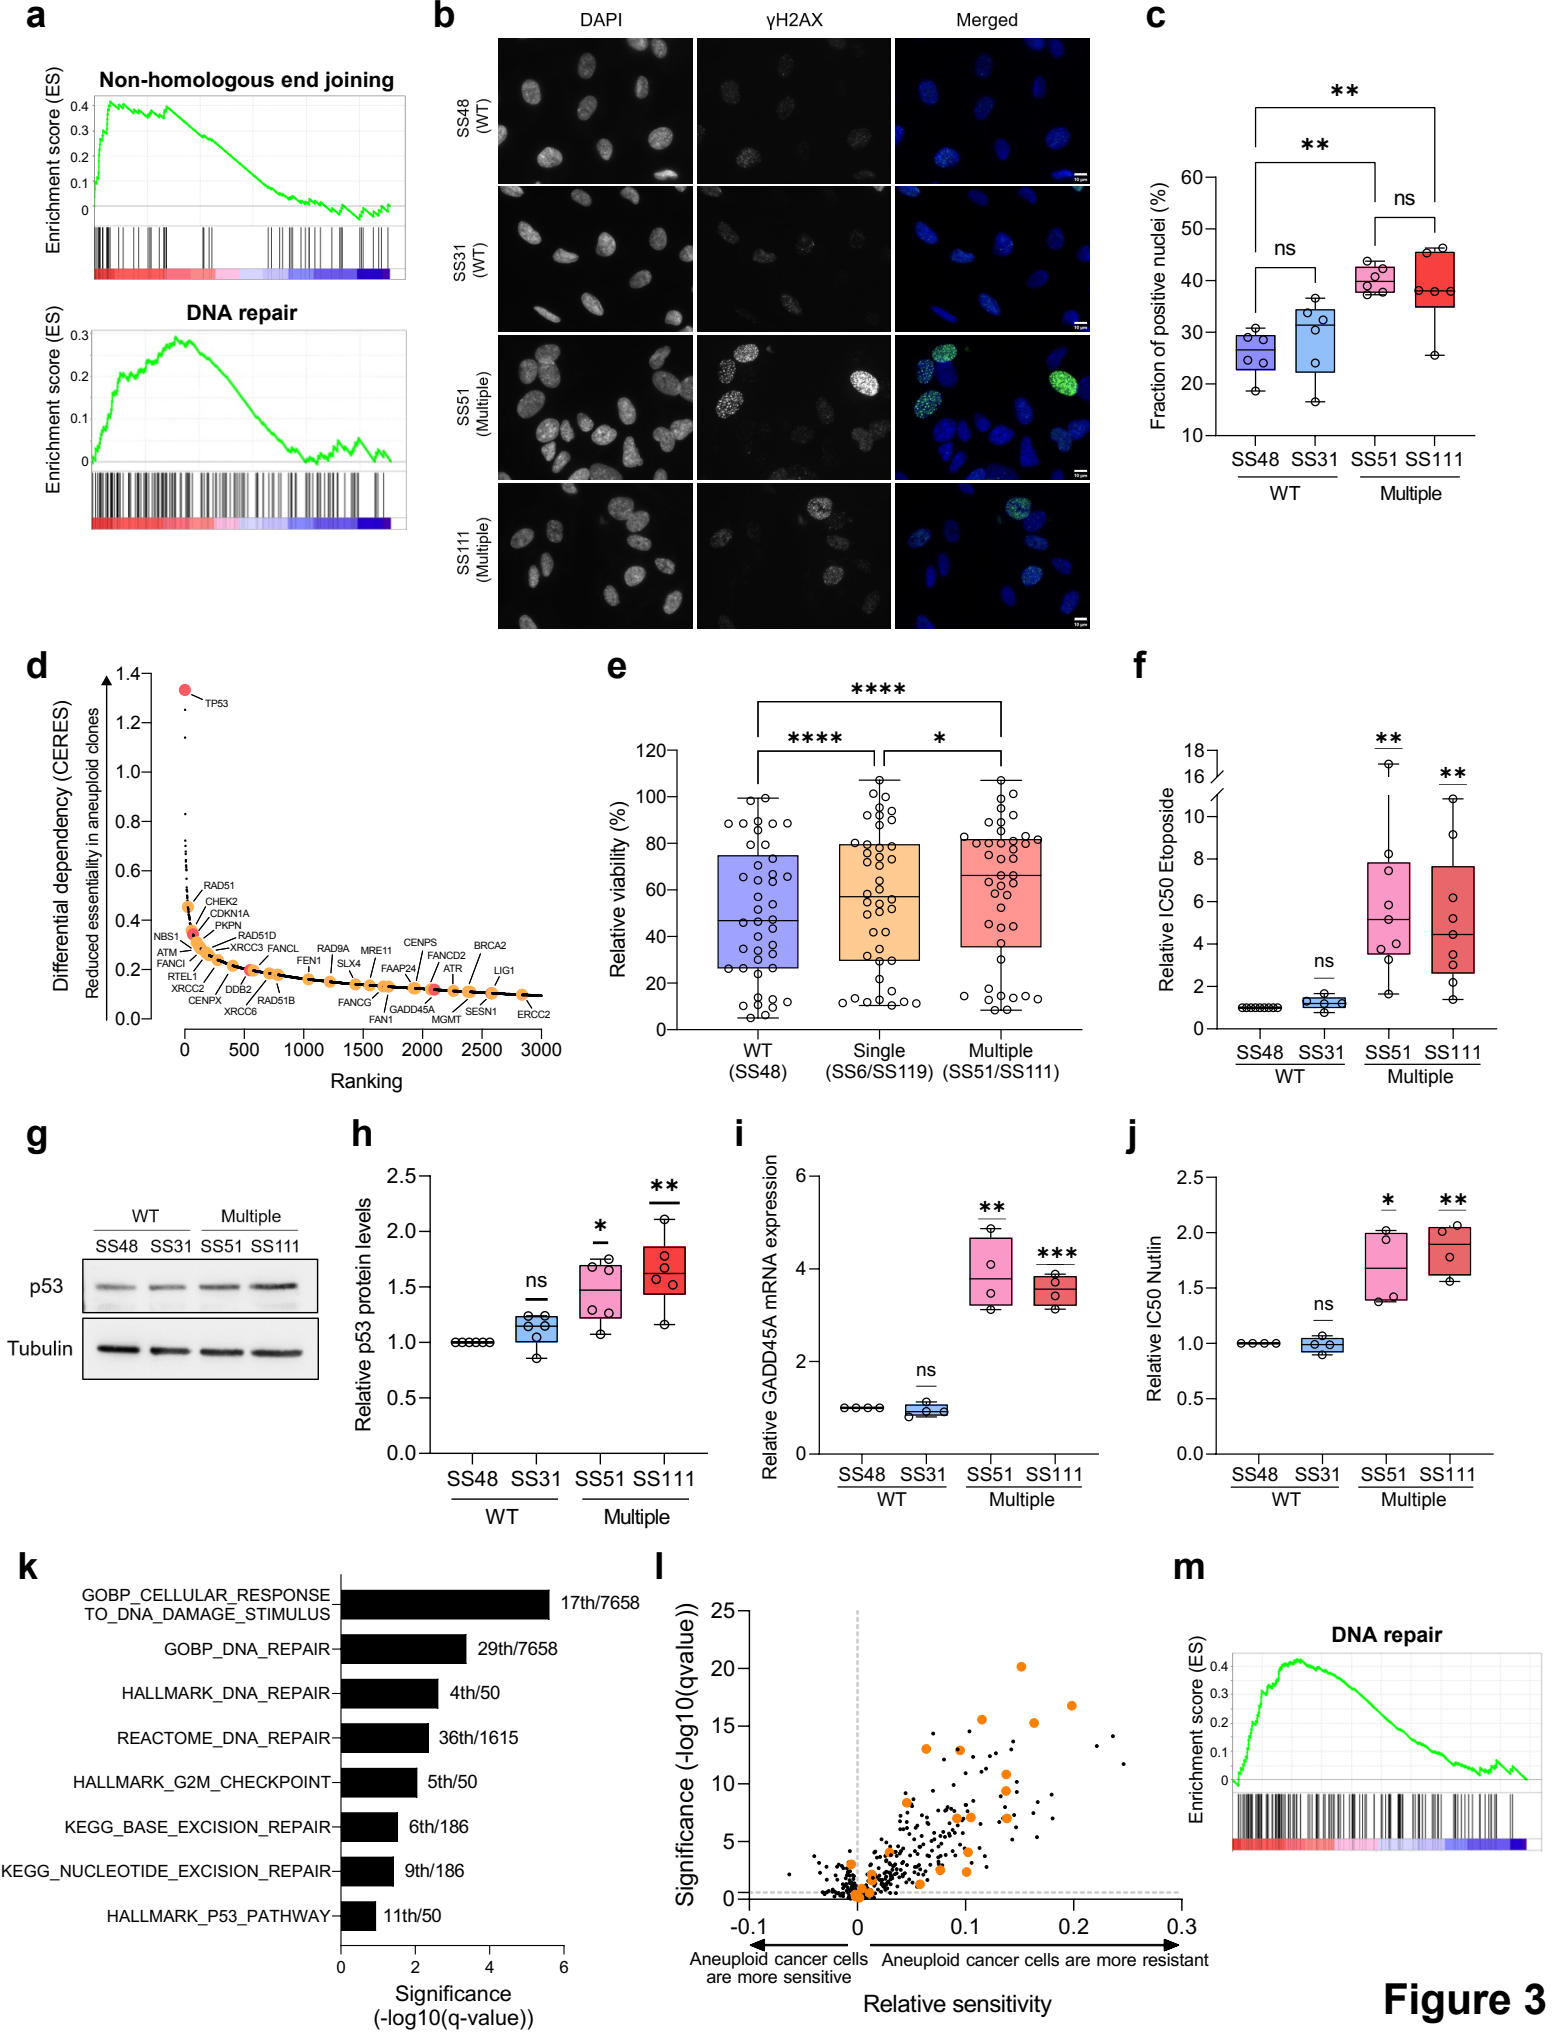 a
Non-homologous end joining
Enrichment score (ES)
0.4
0.3
0.2
0.1
0
DNA repair
Enrichment score (ES)
0.3
0.2
0.1
0
b
DAPI
γH2AX
Merged
SS48
(WT)
SS31
(WT)
SS51
(Multiple)
SS111
(Multiple)
10 μm
10 μm
10 μm
10 μm
c
**
**
ns
ns
Fraction of positive nuclei (%)
60
50
40
30
20
10
SS48 SS31 SS51 SS111
WT Multiple
d
Differential dependency (CERES)
Reduced essentiality in aneuploid clones
1.4
1.2
1.0
0.8
0.6
0.4
0.2
0.0
TP53
RAD51
CHEK2
CDKN1A
PKPN
NBS1
RAD51D
ATM
XRCC3
FANCL
FANCI
RTEL1
XRCC2
CENPX
DDB2
XRCC6
RAD51B
FEN1
RAD9A
SLX4
MRE11
FANCG
FAN1
FAAP24
CENPS
FANCD2
GADD45A
ATR
MGMT
BRCA2
SESN1
LIG1
ERCC2
0 500 1000 1500 2000 2500 3000
Ranking
e
****
**** *
Relative viability (%)
120
100
80
60
40
20
0
WT Single Multiple
(SS48) (SS6/SS119) (SS51/SS111)
f
Relative IC50 Etoposide
18
16
10
8
6
4
2
0
ns
**
**
SS48 SS31 SS51 SS111
WT Multiple
g
WT Multiple
SS48 SS31 SS51 SS111
p53
Tubulin
h
Relative p53 protein levels
2.5
2.0
1.5
1.0
0.5
0.0
ns
*
**
SS48 SS31 SS51 SS111
WT Multiple
i
Relative GADD45A mRNA expression
6
4
2
0
ns
**
***
SS48 SS31 SS51 SS111
WT Multiple
j
Relative IC50 Nutlin
2.5
2.0
1.5
1.0
0.5
0.0
ns
*
**
SS48 SS31 SS51 SS111
WT Multiple
k
GOBP_CELLULAR_RESPONSE
TO_DNA_DAMAGE_STIMULUS 17th/7658
GOBP_DNA_REPAIR 29th/7658
HALLMARK_DNA_REPAIR 4th/50
REACTOME_DNA_REPAIR 36th/1615
HALLMARK_G2M_CHECKPOINT 5th/50
KEGG_BASE_EXCISION_REPAIR 6th/186
KEGG_NUCLEOTIDE_EXCISION_REPAIR 9th/186
HALLMARK_P53_PATHWAY 11th/50
0 2 4 6
Significance
(-log10(q-value))
l
Significance (-log10(qvalue))
25
20
15
10
5
0
-0.1 0 0.1 0.2 0.3
Aneuploid cancer cells
are more sensitive
Aneuploid cancer cells are more resistant
Relative sensitivity
m
DNA repair
Enrichment score (ES)
0.4
0.3
0.2
0.1
0
Figure 3